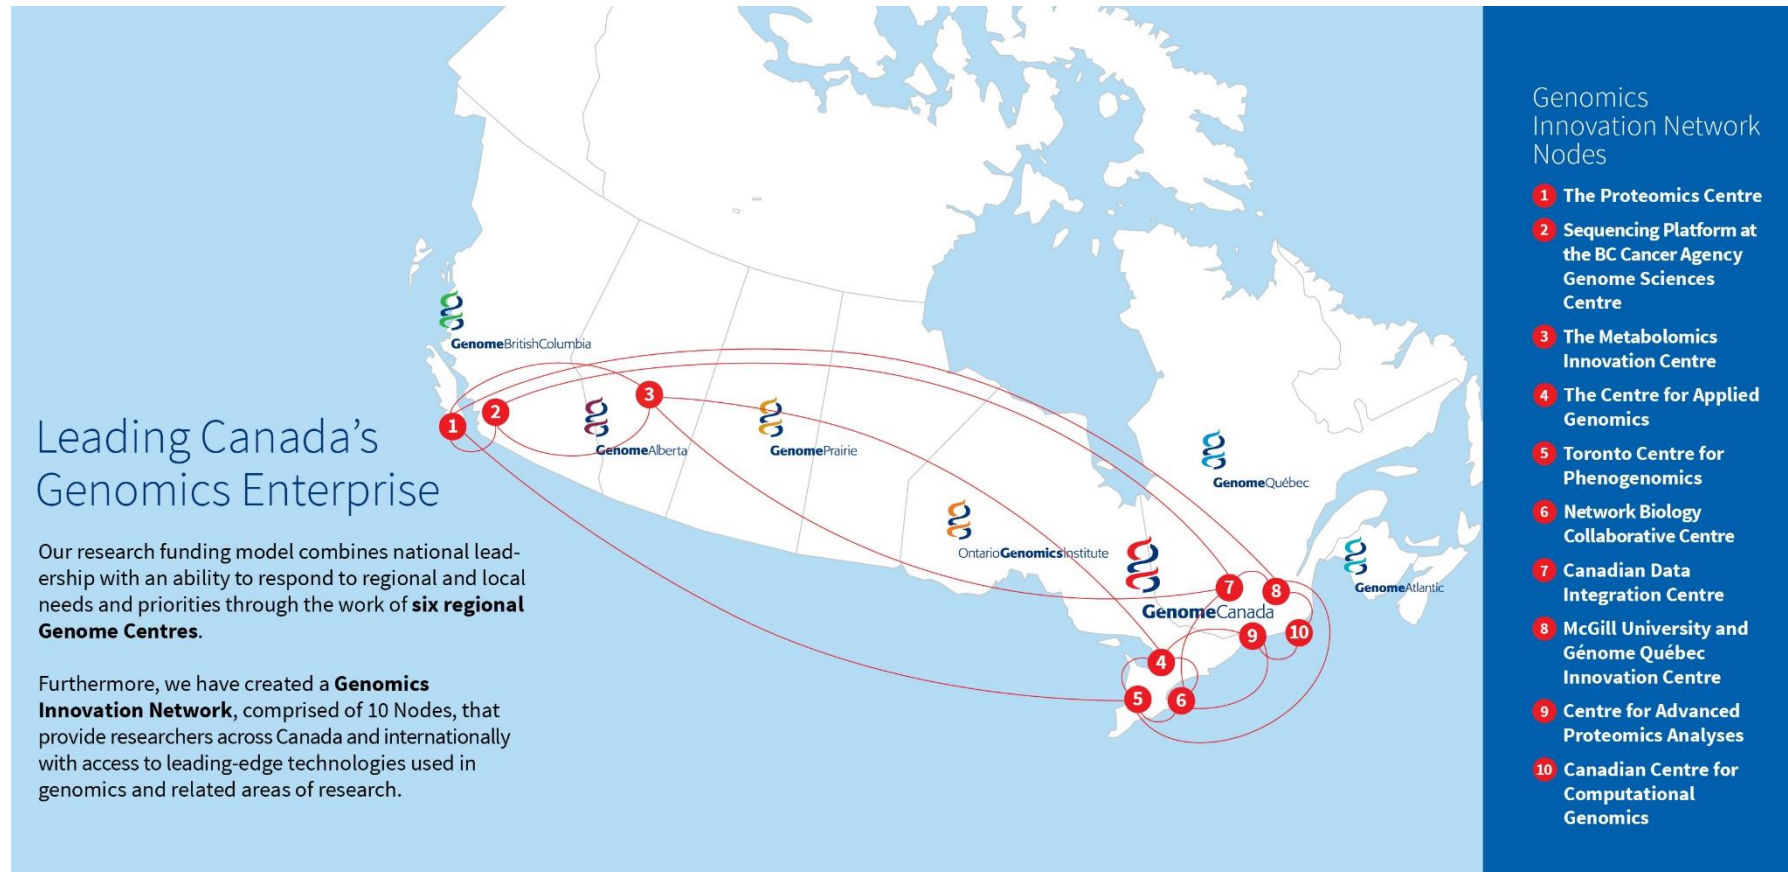 Leading Canada's
Genomics Enterprise
Our research funding model combines national lead-
ership with an ability to respond to regional and local
needs and priorities through the work of six regional
Genome Centres.
Furthermore, we have created a Genomics
Innovation Network, comprised of 10 Nodes, that
provide researchers across Canada and internationally
with access to leading-edge technologies used in
genomics and related areas of research.
GenomeBritishColumbia
GenomeAlberta
GenomePrairie
OntarioGenomicsInstitute
GenomeCanada
GenomeQuébec
GenomeAtlantic
1
2
3
4
5
6
7
8
9
10
Genomics
Innovation Network
Nodes
1 The Proteomics Centre
2 Sequencing Platform at
the BC Cancer Agency
Genome Sciences
Centre
3 The Metabolomics
Innovation Centre
4 The Centre for Applied
Genomics
5 Toronto Centre for
Phenogenomics
6 Network Biology
Collaborative Centre
7 Canadian Data
Integration Centre
8 McGill University and
Génome Québec
Innovation Centre
9 Centre for Advanced
Proteomics Analyses
10 Canadian Centre for
Computational
Genomics